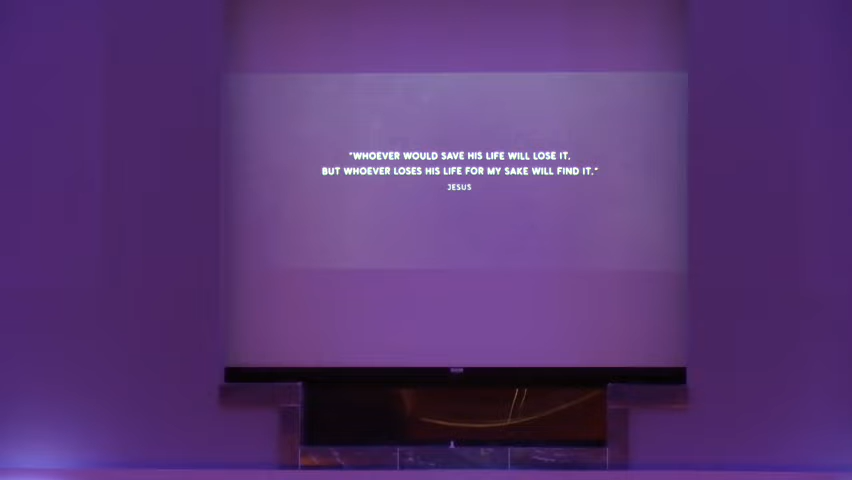 "WHOEVER WOULD SAVE HIS LIFE WILL LOSE IT.
BUT WHOEVER LOSES HIS LIFE FOR MY SAKE WILL FIND IT."
JESUS